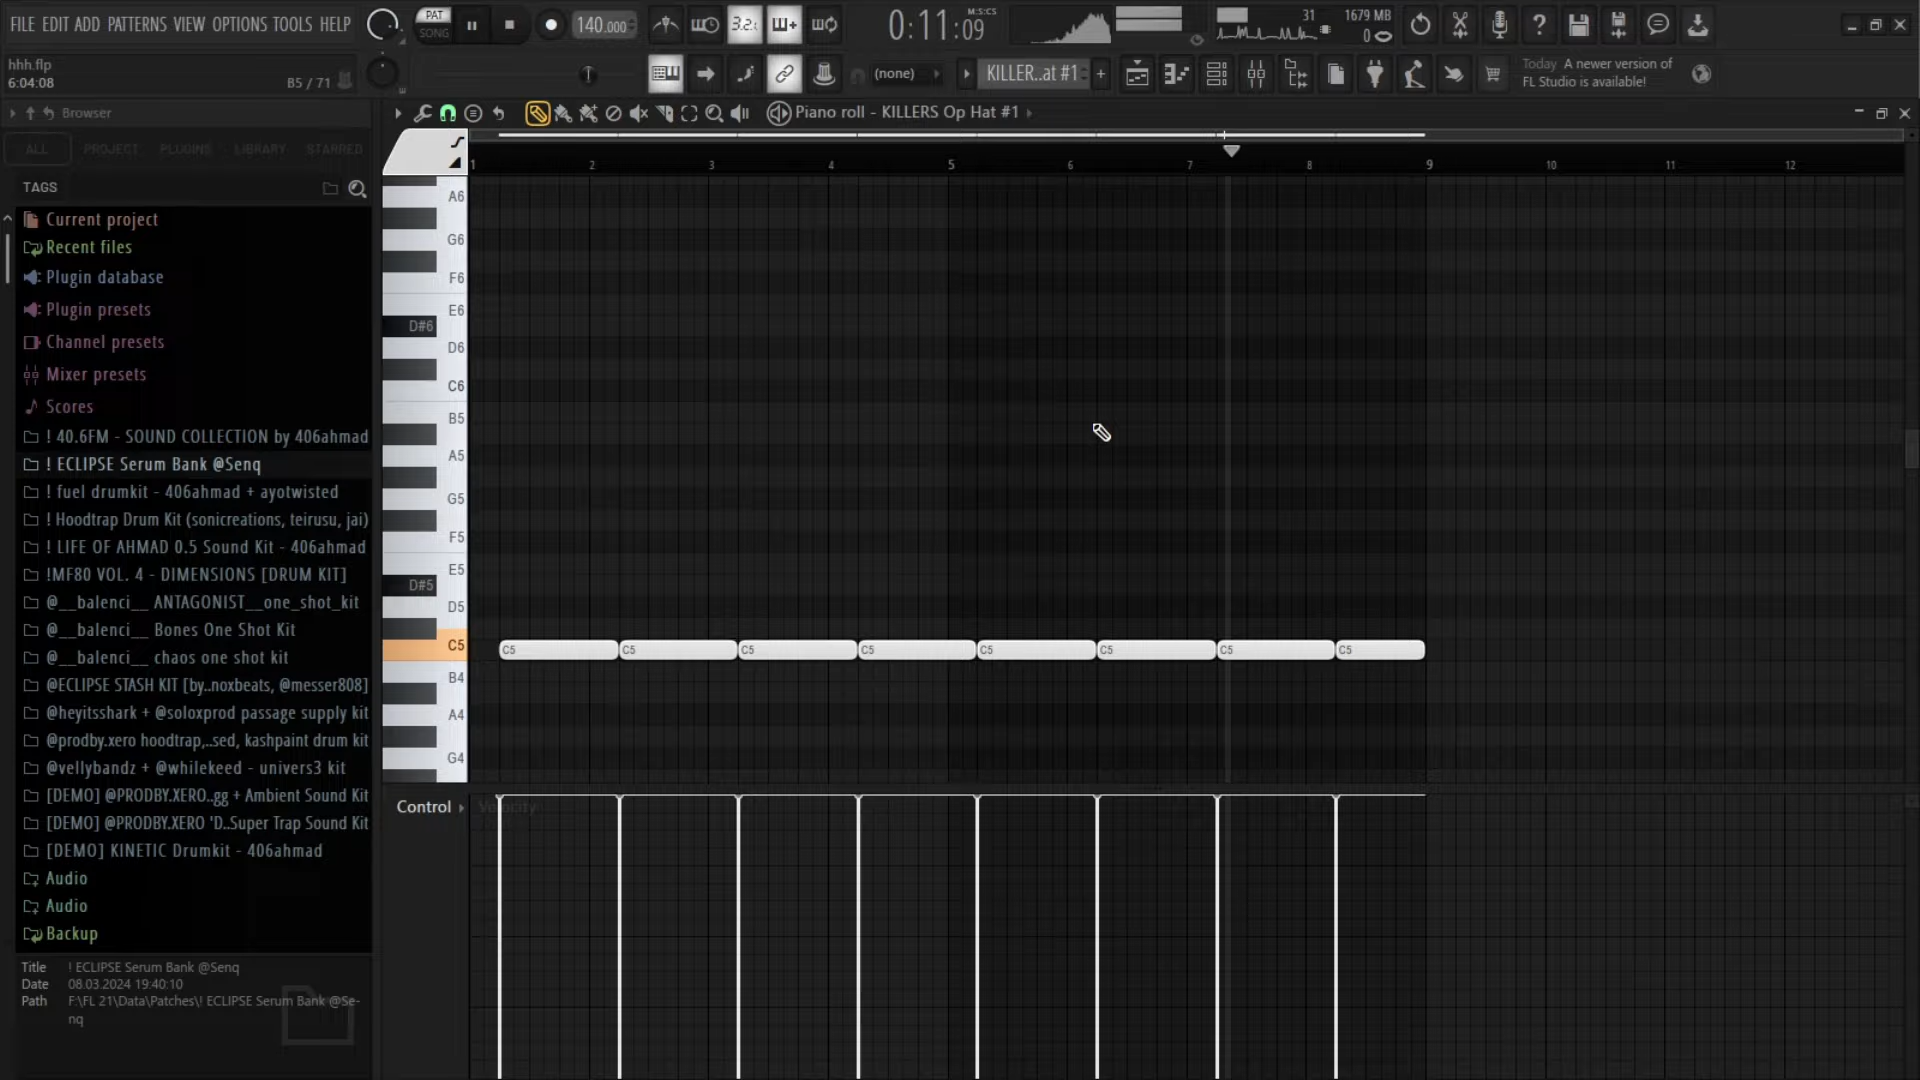 FILE EDIT ADD PATTERNS VIEW OPTIONS TOOLS HELP
PAT
SONG
140.000
3.2.
0:11:09
M:S:CS
31
1679 MB
0
hhh.flp
6:04:08
B5 / 71
(none)
KILLER..at #1
+
Today A newer version of
FL Studio is available!
Browser
Piano roll - KILLERS Op Hat #1
ALL PROJECT PLUGINS LIBRARY STARRED
TAGS
Current project
Recent files
Plugin database
Plugin presets
Channel presets
Mixer presets
Scores
! 40.6FM - SOUND COLLECTION by 406ahmad
! ECLIPSE Serum Bank @Senq
! fuel drumkit - 406ahmad + ayotwisted
! Hoodtrap Drum Kit (sonicreations, teirusu, jai)
! LIFE OF AHMAD 0.5 Sound Kit - 406ahmad
!MF80 VOL. 4 - DIMENSIONS [DRUM KIT]
@__balenci__ ANTAGONIST__one_shot_kit
@__balenci__ Bones One Shot Kit
@__balenci__ chaos one shot kit
@ECLIPSE STASH KIT [by..noxbeats, @messer808]
@heyitsshark + @soloxprod passage supply kit
@prodby.xero hoodtrap,..sed, kashpaint drum kit
@vellybandz + @whilekeed - univers3 kit
[DEMO] @PRODBY.XERO..gg + Ambient Sound Kit
[DEMO] @PRODBY.XERO 'D..Super Trap Sound Kit
[DEMO] KINETIC Drumkit - 406ahmad
Audio
Audio
Backup
Title ! ECLIPSE Serum Bank @Senq
Date 08.03.2024 19:40:10
Path F:\FL 21\Data\Patches\! ECLIPSE Serum Bank @Se-
nq
1 2 3 4 5 6 7 8 9 10 11 12
A6
G6
F6
E6
D#6
D6
C6
B5
A5
G5
F5
E5
D#5
D5
C5 C5 C5 C5 C5 C5 C5 C5 C5
B4
A4
G4
Control Velocity